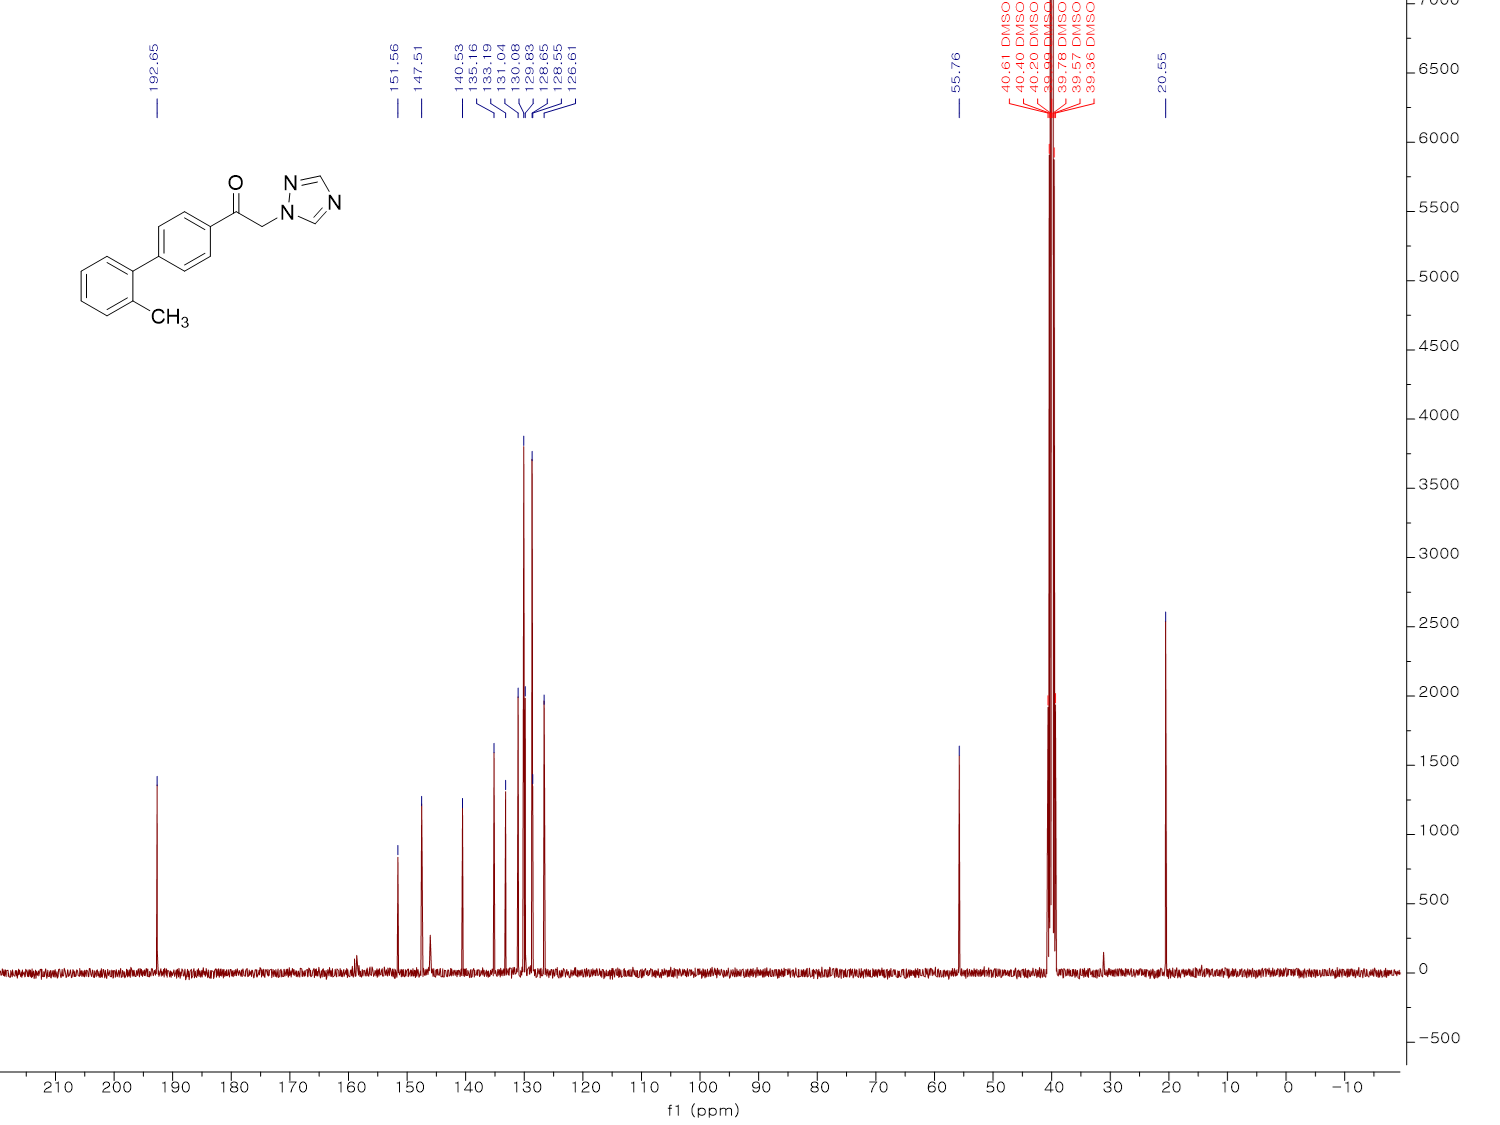 192.65
151.56
147.51
140.53
135.16
133.19
131.04
130.08
129.83
128.65
128.55
126.61
55.76
40.61 DMSO
40.40 DMSO
40.20 DMSO
39.99 DMSO
39.78 DMSO
39.57 DMSO
39.36 DMSO
20.55
O
N
N
N
CH3
7000
6500
6000
5500
5000
4500
4000
3500
3000
2500
2000
1500
1000
500
0
-500
210 200 190 180 170 160 150 140 130 120 110 100 90 80 70 60 50 40 30 20 10 0 -10
f1 (ppm)